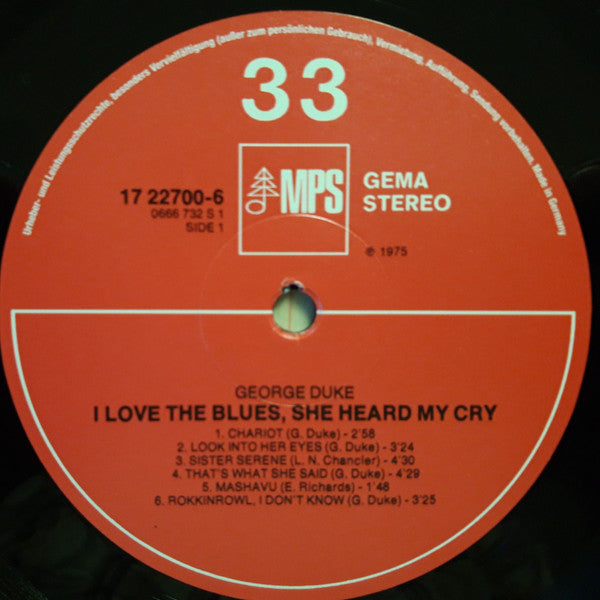 Urheber- und Leistungsschutzrechte, besonders Vervielfältigung (außer zum persönlichen Gebrauch), Vermietung, Aufführung, Sendung vorbehalten. Made in Germany
33
17 22700-6
0666 732 S 1
SIDE 1
MPS
GEMA
STEREO
℗ 1975
GEORGE DUKE
I LOVE THE BLUES, SHE HEARD MY CRY
1. CHARIOT (G. Duke) - 2'58
2. LOOK INTO HER EYES (G. Duke) - 3'24
3. SISTER SERENE (L. N. Chancler) - 4'30
4. THAT'S WHAT SHE SAID (G. Duke) - 4'29
5. MASHAVU (E. Richards) - 1'48
6. ROKKINROWL, I DON'T KNOW (G. Duke) - 3'25